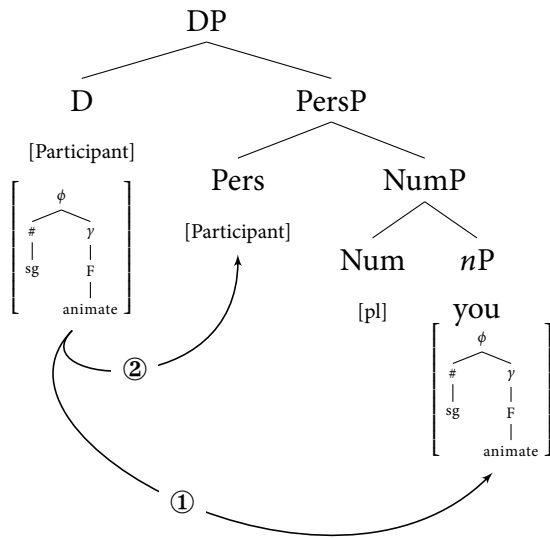 DP
D PersP
[Participant]
Pers NumP
ϕ
# γ
[Participant]
sg F
Num nP
animate
[pl] you
ϕ
②
# γ
sg F
animate
①